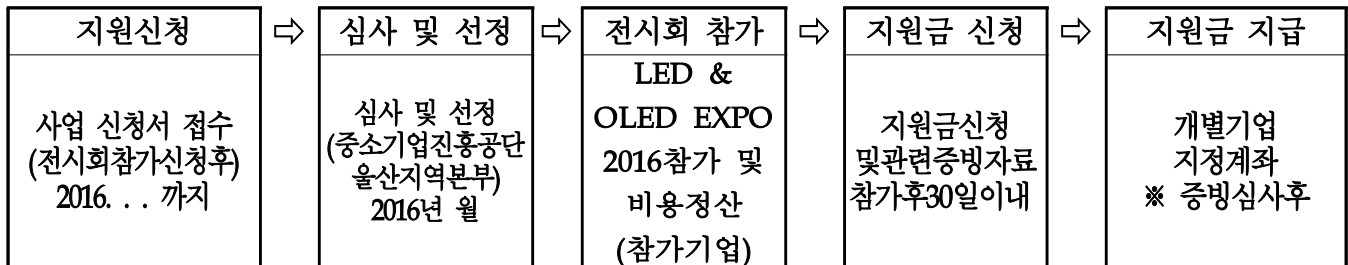 지원신청
사업 신청서 접수
(전시회참가신청후)
2016. . . 까지
⇨
심사 및 선정
심사 및 선정
(중소기업진흥공단
울산지역본부)
2016년 월
⇨
전시회 참가
LED &
OLED EXPO
2016참가 및
비용정산
(참가기업)
⇨
지원금 신청
지원금신청
및관련증빙자료
참가후30일이내
⇨
지원금 지급
개별기업
지정계좌
※ 증빙심사후